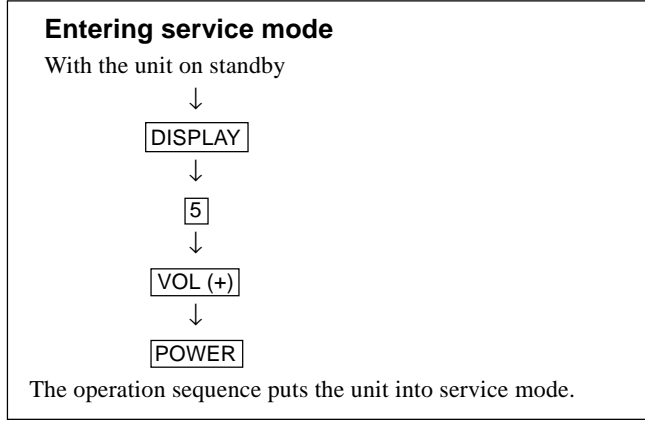 Entering service mode
With the unit on standby
↓
DISPLAY
↓
5
↓
VOL (+)
↓
POWER
The operation sequence puts the unit into service mode.